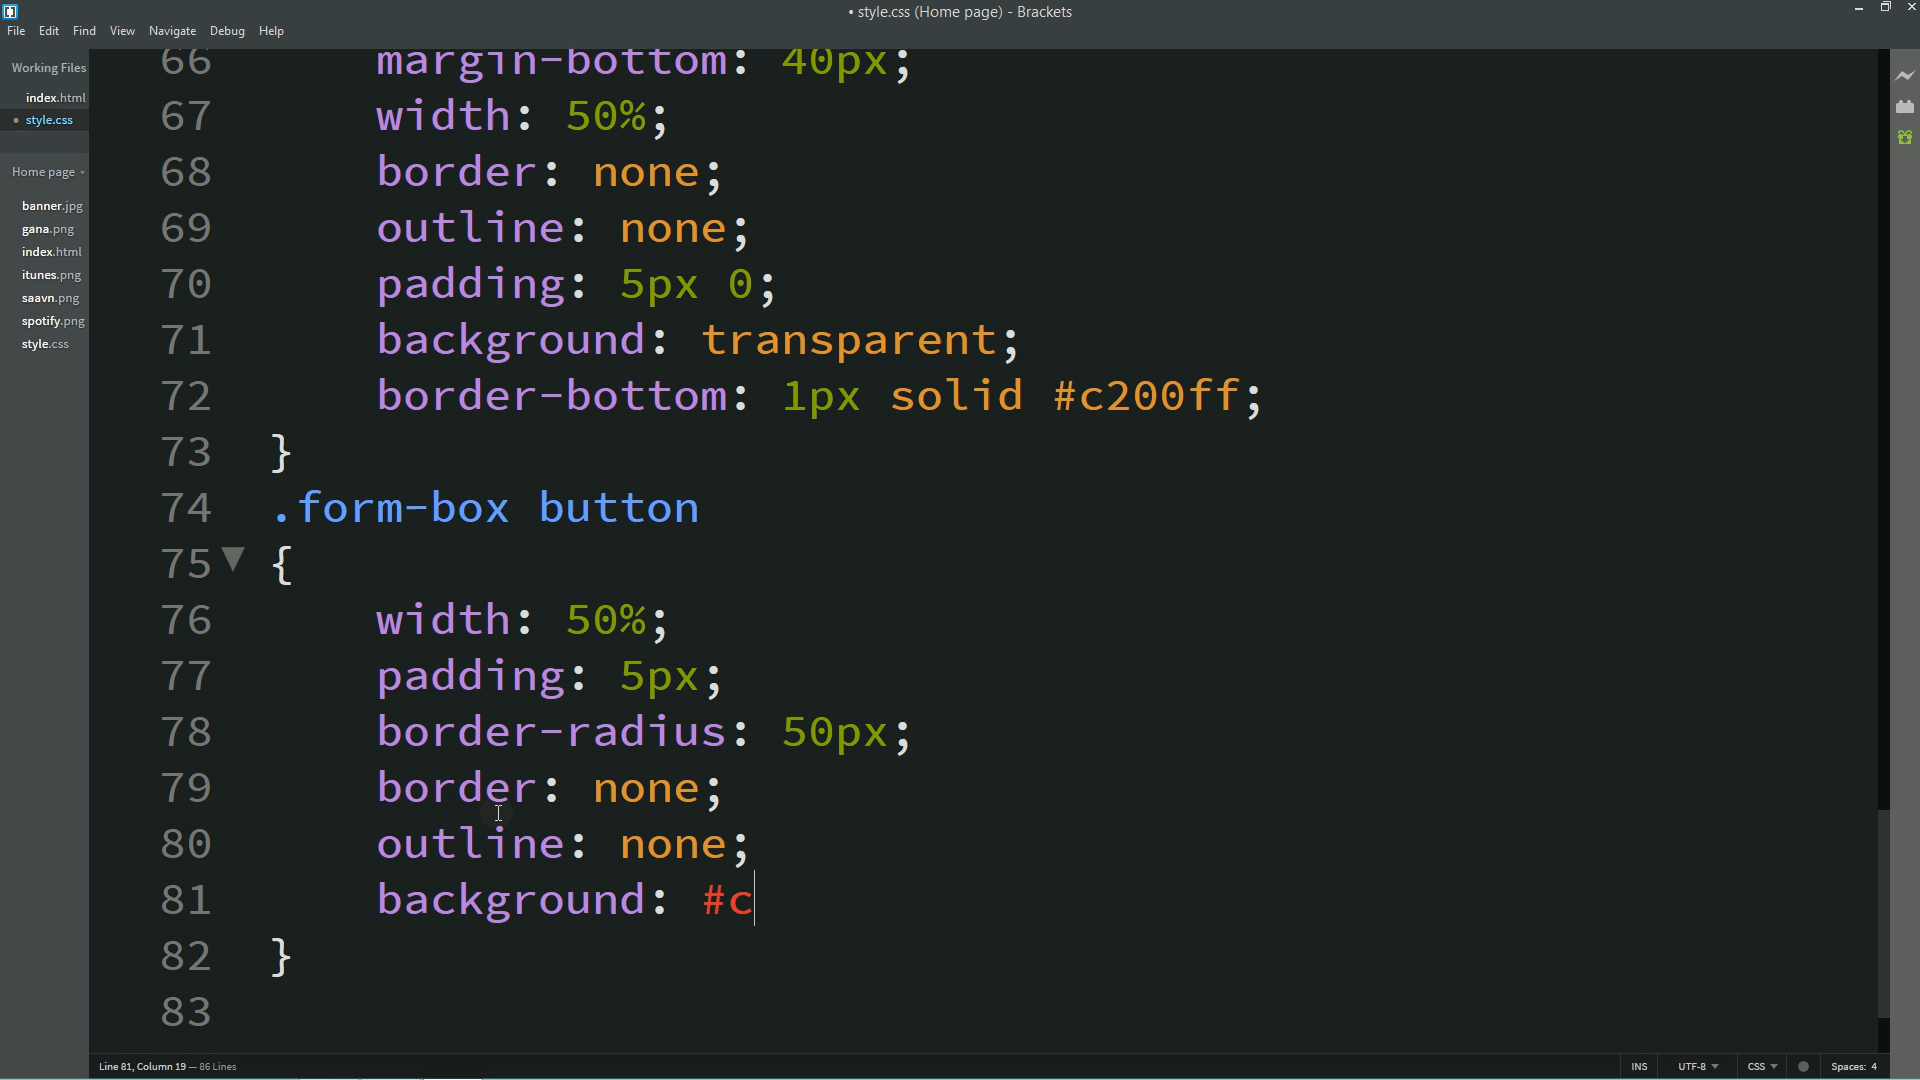 • style.css (Home page) - Brackets
File Edit Find View Navigate Debug Help
Working Files
index.html
• style.css
Home page
banner.jpg
gana.png
index.html
itunes.png
saavn.png
spotify.png
style.css
66 margin-bottom: 40px;
67 width: 50%;
68 border: none;
69 outline: none;
70 padding: 5px 0;
71 background: transparent;
72 border-bottom: 1px solid #c200ff;
73 }
74 .form-box button
75 {
76 width: 50%;
77 padding: 5px;
78 border-radius: 50px;
79 border: none;
80 outline: none;
81 background: #c
82 }
83
Line 81, Column 19 — 86 Lines
INS UTF-8 CSS Spaces: 4